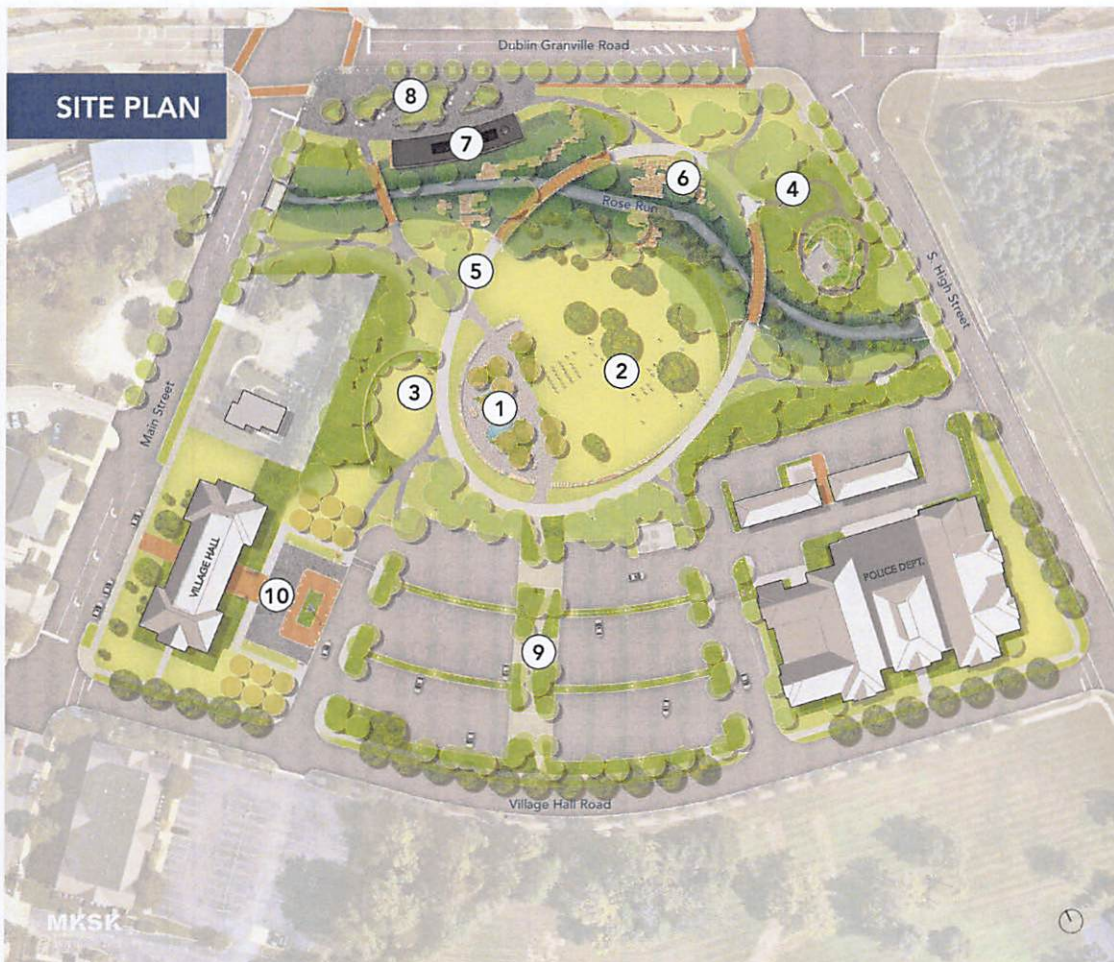 Dublin Granville Road
SITE PLAN
8
7
6
4
Rose Run
5
S. High Street
2
3
1
Main Street
VILLAGE HALL
POLICE DEPT.
10
9
Village Hall Road
MKSK